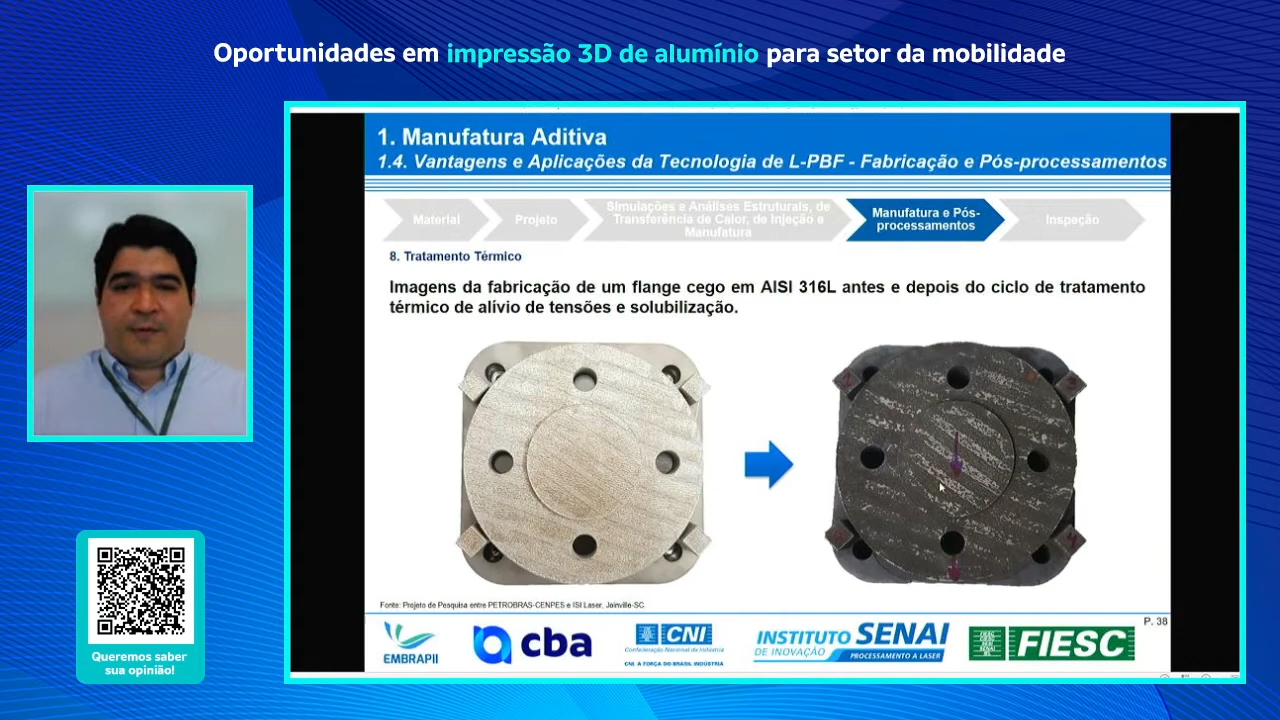 Oportunidades em impressão 3D de alumínio para setor da mobilidade
1. Manufatura Aditiva
1.4. Vantagens e Aplicações da Tecnologia de L-PBF - Fabricação e Pós-processamentos
Material
Projeto
Simulações e Análises Estruturais, de
Transferência de Calor, de Injeção e
Manufatura
Manufatura e Pós-
processamentos
Inspeção
8. Tratamento Térmico
Imagens da fabricação de um flange cego em AISI 316L antes e depois do ciclo de tratamento
térmico de alívio de tensões e solubilização.
2
3
4
Fonte: Projeto de Pesquisa entre PETROBRAS-CENPES e ISI Laser, Joinville-SC.
P. 38
EMBRAPII
cba
CNI
Confederação Nacional da Indústria
CNI. A FORÇA DO BRASIL INDÚSTRIA
INSTITUTO SENAI
DE INOVAÇÃO
PROCESSAMENTO A LASER
FIESC
Queremos saber
sua opinião!